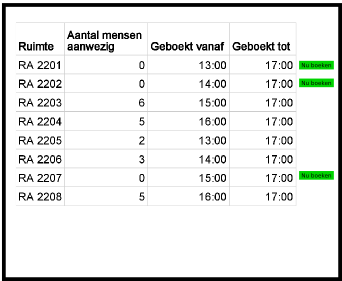 Ruimte Aantal mensen aanwezig Geboekt vanaf Geboekt tot
RA 2201 0 13:00 17:00 Nu boeken
RA 2202 0 14:00 17:00 Nu boeken
RA 2203 6 15:00 17:00
RA 2204 5 16:00 17:00
RA 2205 2 13:00 17:00
RA 2206 3 14:00 17:00
RA 2207 0 15:00 17:00 Nu boeken
RA 2208 5 16:00 17:00